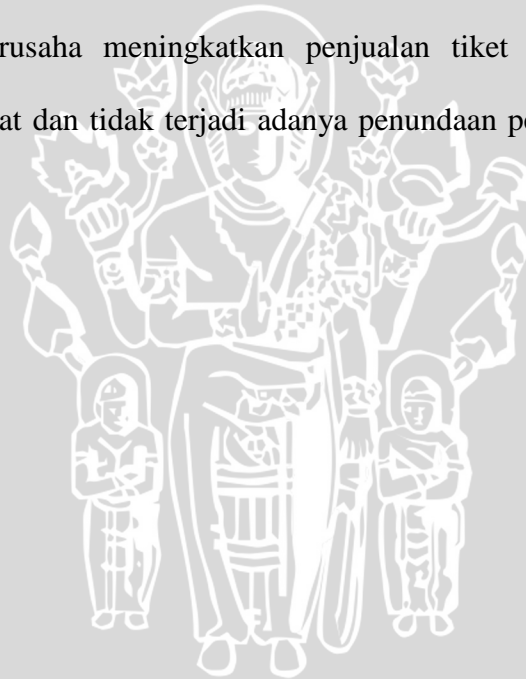 rusaha meningkatkan penjualan tiket
at dan tidak terjadi adanya penundaan pe